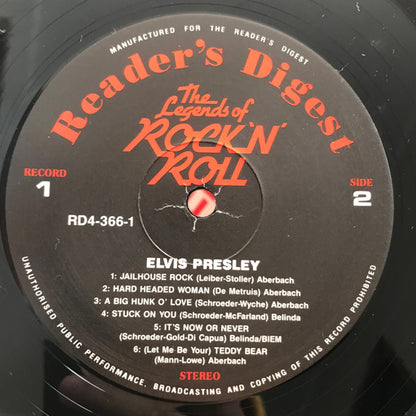 MANUFACTURED FOR THE READER'S DIGEST
Reader's Digest
The
Legends of
ROCK 'N'
ROLL
RECORD
1
SIDE
2
RD4-366-1
ELVIS PRESLEY
1: JAILHOUSE ROCK (Leiber-Stoller) Aberbach
2: HARD HEADED WOMAN (De Metruis) Aberbach
3: A BIG HUNK O' LOVE (Schroeder-Wyche) Aberbach
4: STUCK ON YOU (Schroeder-McFarland) Belinda
5: IT'S NOW OR NEVER
(Schroeder-Gold-Di Capua) Belinda/BIEM
6: (Let Me Be Your) TEDDY BEAR
(Mann-Lowe) Aberbach
STEREO
UNAUTHORISED PUBLIC PERFORMANCE, BROADCASTING AND COPYING OF THIS RECORD PROHIBITED